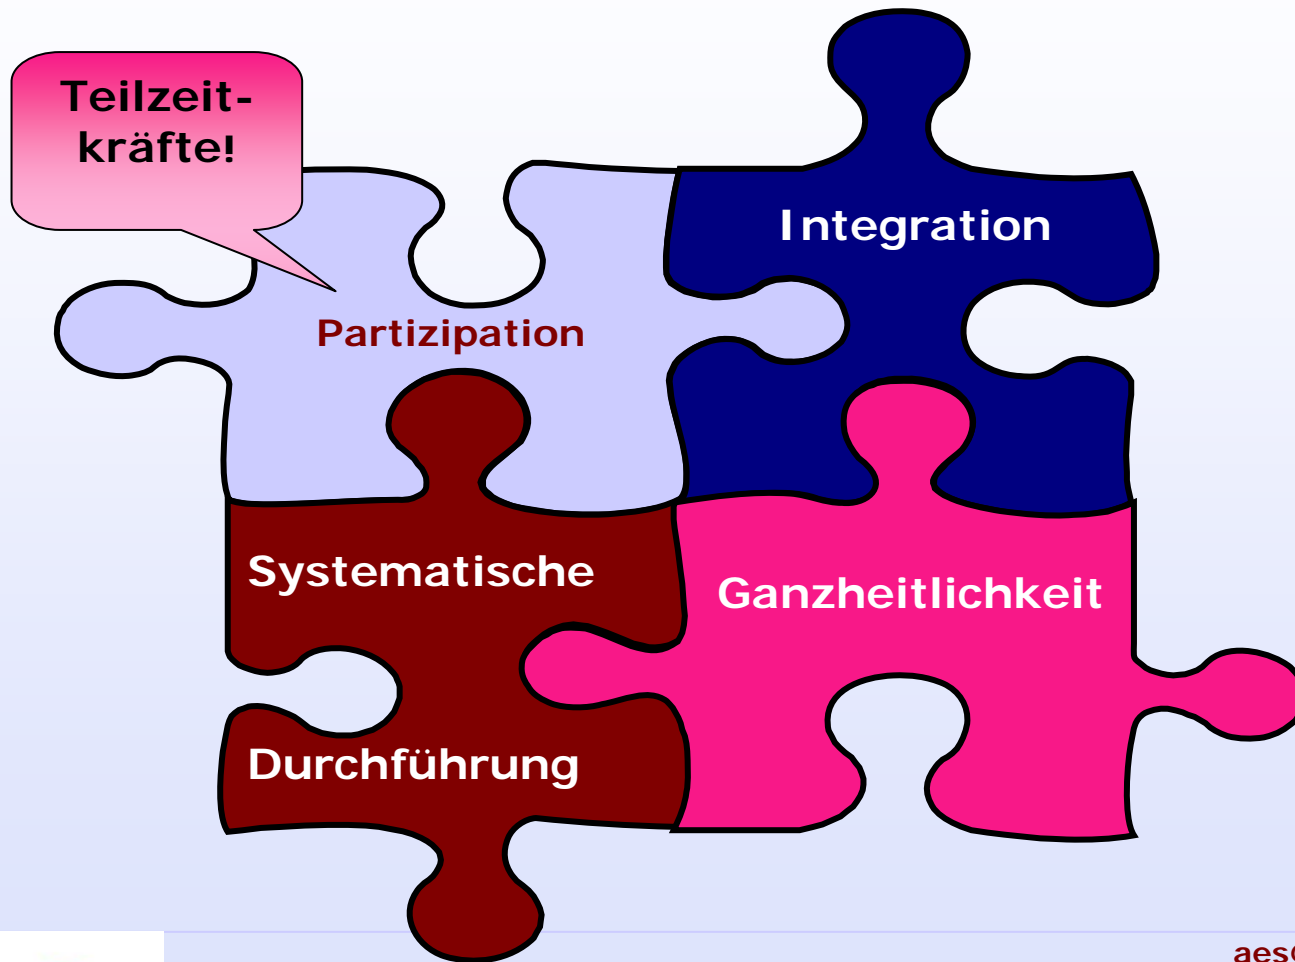 Teilzeit-
kräfte!
Integration
Partizipation
Systematische
Ganzheitlichkeit
Durchführung